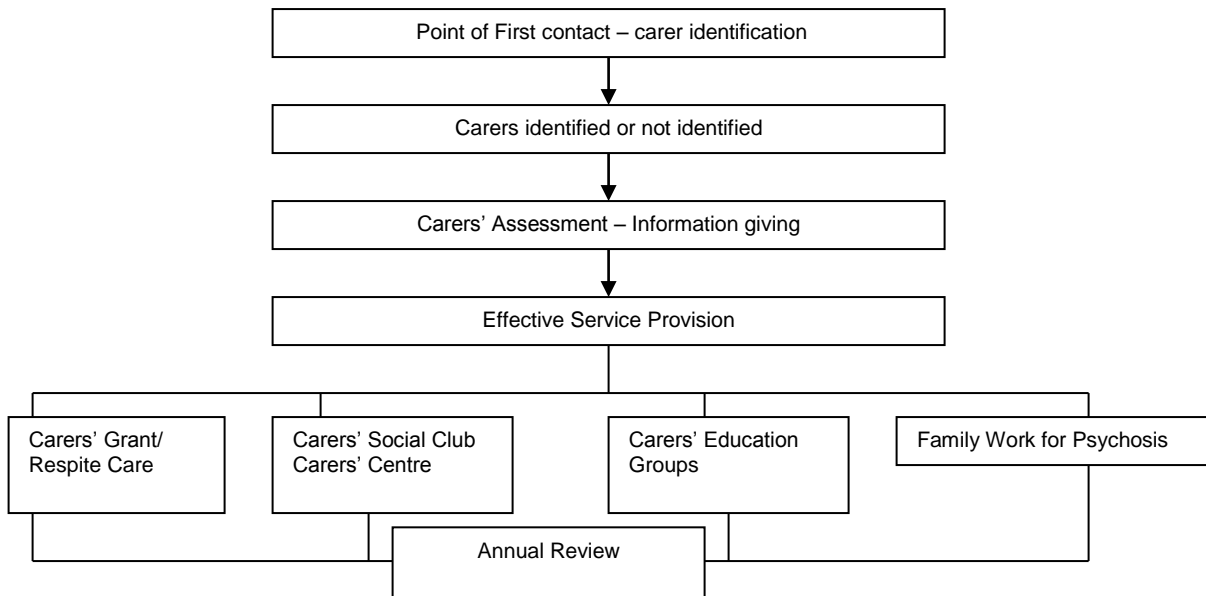 Point of First contact – carer identification
Carers identified or not identified
Carers’ Assessment – Information giving
Effective Service Provision
Carers’ Grant/
Respite Care
Carers’ Social Club
Carers’ Centre
Carers’ Education
Groups
Family Work for Psychosis
Annual Review